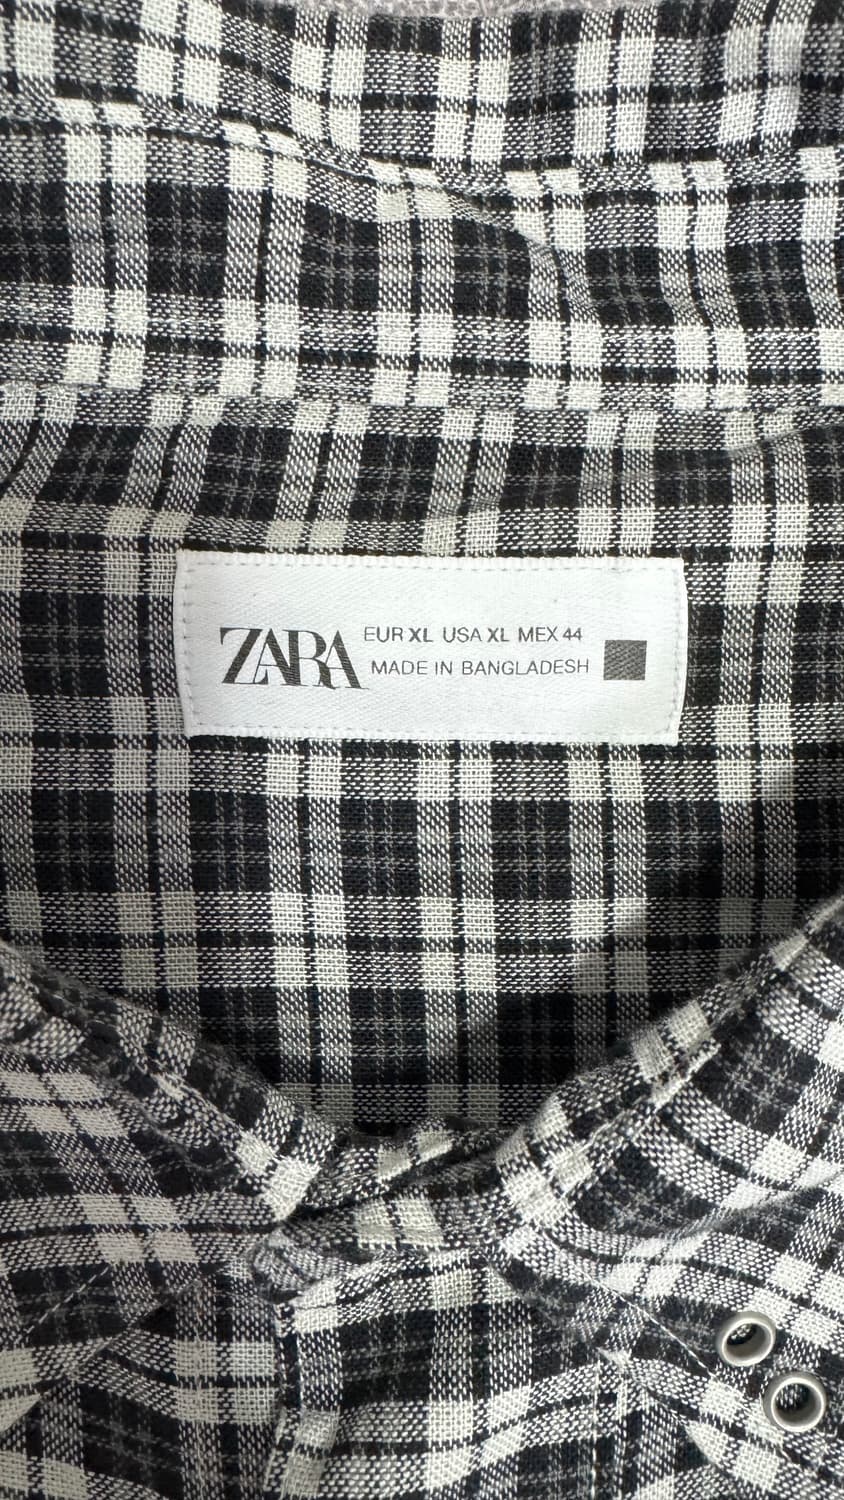 ZARA
EUR XL USA XL MEX 44
MADE IN BANGLADESH